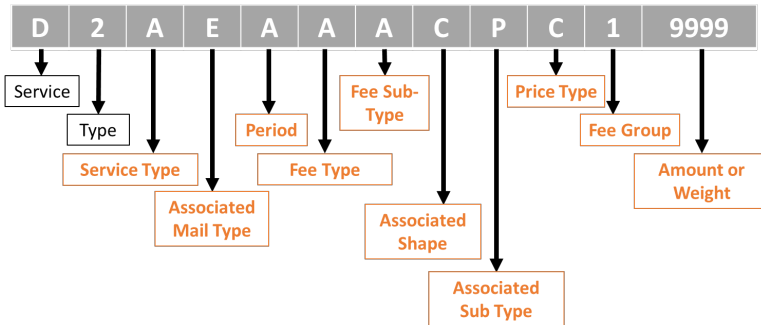 D 2 A E A A A C P C 1 9999
Service
Type
Service Type
Associated
Mail Type
Period
Fee Type
Fee Sub-
Type
Associated
Shape
Associated
Sub Type
Price Type
Fee Group
Amount or
Weight